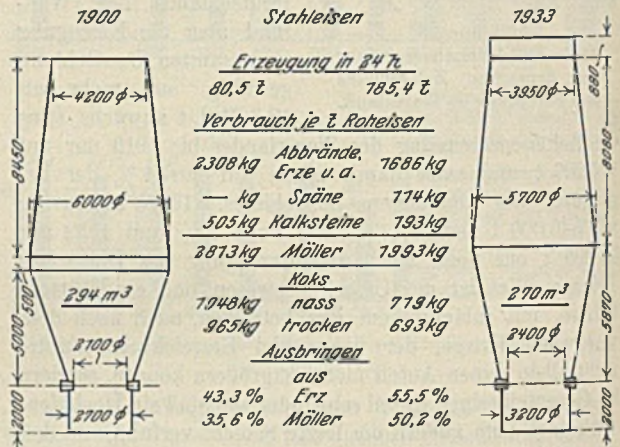 1900 Stahleisen 1933
Erzeugung in 24 h
80,5 t 185,4 t
Verbrauch je t Roheisen
2308 kg Abbrände, Erze u.a. 1686 kg
— kg Späne 114 kg
505 kg Kalksteine 193 kg
2813 kg Möller 1993 kg
Koks
1048 kg nass 719 kg
965 kg trocken 693 kg
Ausbringen
aus
43,3 % Erz 55,5 %
35,6 % Möller 50,2 %
4200 ϕ
8450
6000 ϕ
500
294 m³
5000
2100 ϕ
2000
2700 ϕ
880
3950 ϕ
8080
5700 ϕ
270 m³
5870
2400 ϕ
2000
3200 ϕ